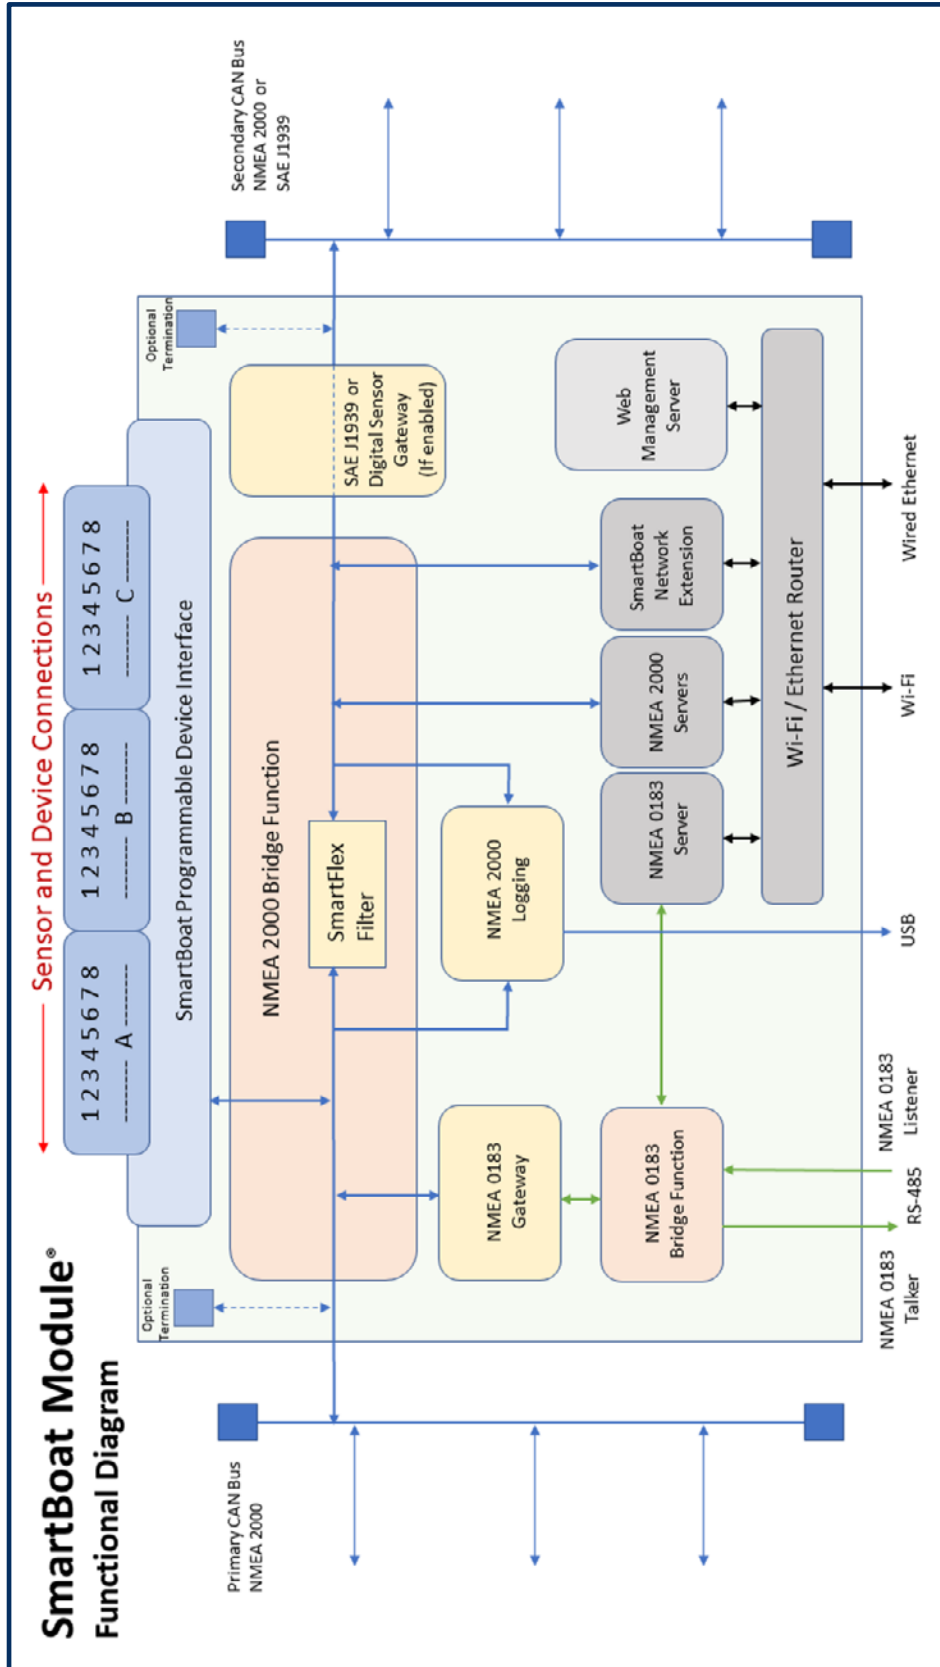 SmartBoat Module®
Functional Diagram
Sensor and Device Connections
1 2 3 4 5 6 7 8
-------- A --------
1 2 3 4 5 6 7 8
-------- B --------
1 2 3 4 5 6 7 8
-------- C --------
SmartBoat Programmable Device Interface
Optional
Termination
Optional
Termination
Primary CAN Bus
NMEA 2000
Secondary CAN Bus
NMEA 2000 or
SAE J1939
NMEA 2000 Bridge Function
SmartFlex
Filter
SAE J1939 or
Digital Sensor
Gateway
(If enabled)
NMEA 0183
Gateway
NMEA 2000
Logging
NMEA 0183
Bridge Function
NMEA 0183
Server
NMEA 2000
Servers
SmartBoat
Network
Extension
Web
Management
Server
Wi-Fi / Ethernet Router
NMEA 0183
Talker
RS-485
NMEA 0183
Listener
USB
Wi-Fi
Wired Ethernet